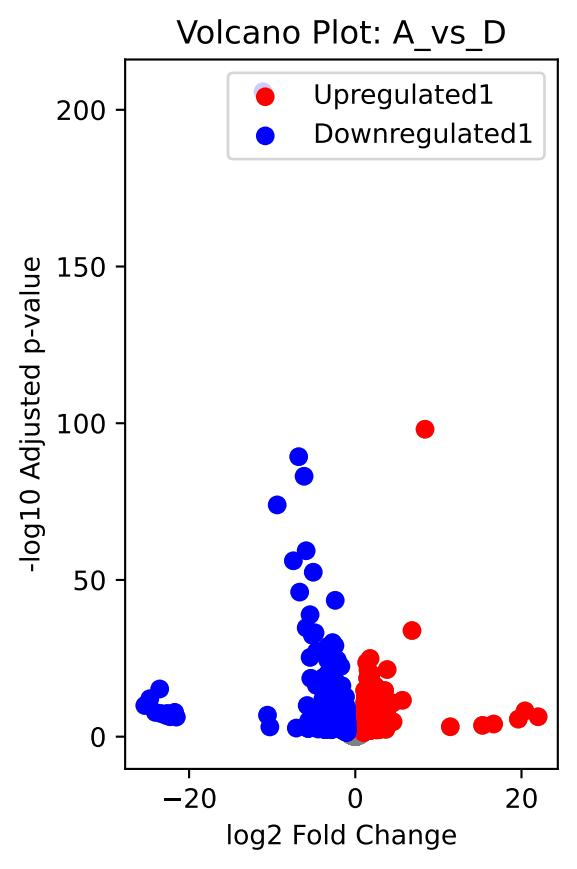 Volcano Plot: A_vs_D
Upregulated1
Downregulated1
200
150
100
50
0
-log10 Adjusted p-value
−20
0
20
log2 Fold Change